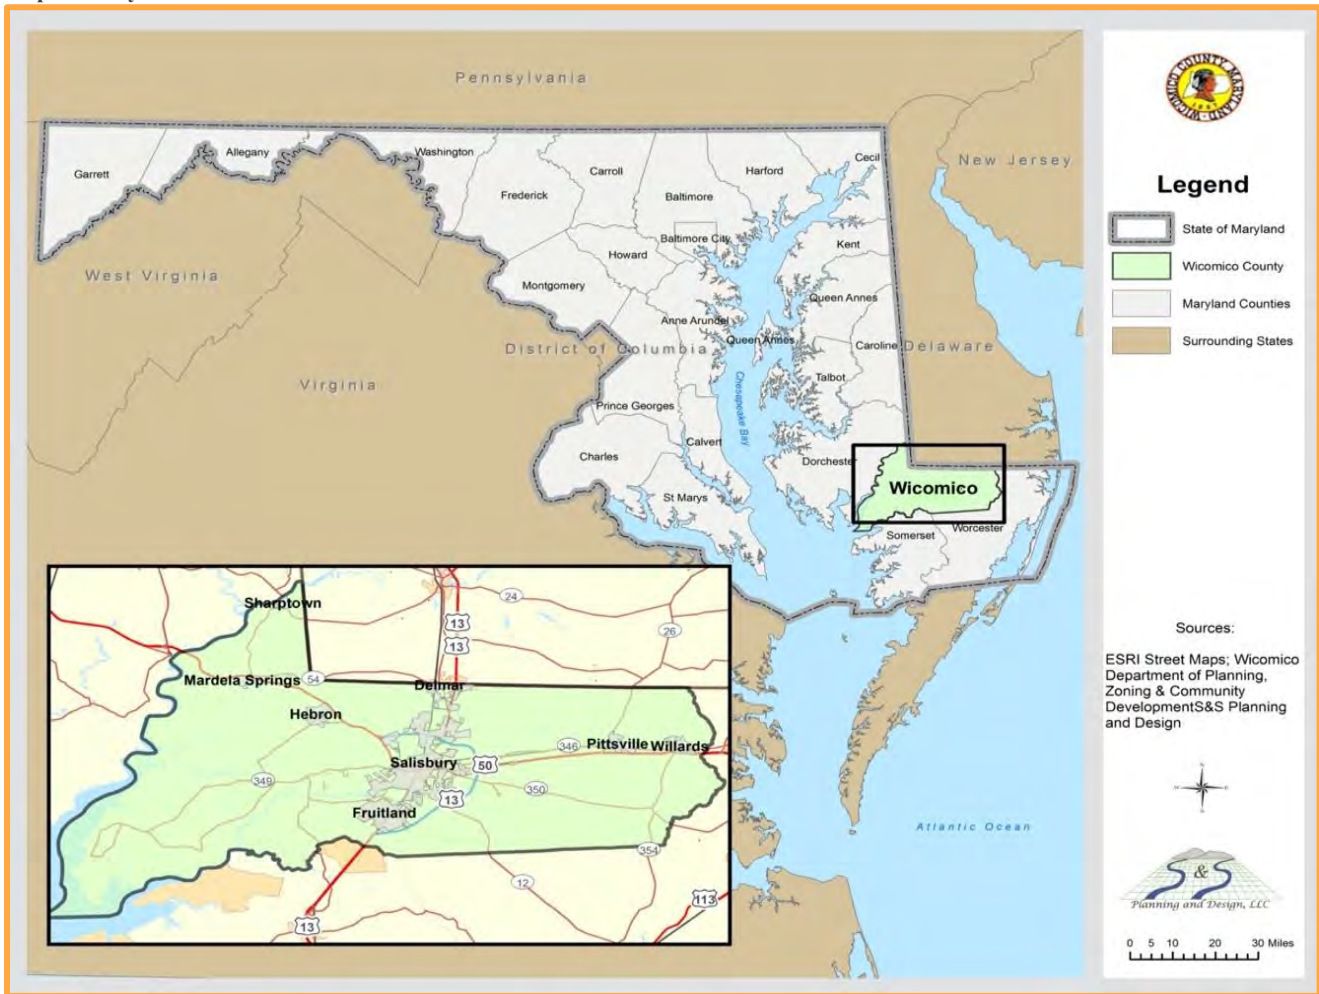 Pennsylvania
New Jersey
Garrett
Allegany
Washington
Frederick
Carroll
Baltimore
Harford
Cecil
Baltimore City
Howard
Kent
West Virginia
Montgomery
Queen Annes
Anne Arundel
Queen Annes
District of Columbia
Caroline
Delaware
Virginia
Talbot
Chesapeake Bay
Prince Georges
Calvert
Charles
Dorchester
St Marys
Wicomico
Worcester
Somerset
Atlantic Ocean
Sharptown
24
13
13
26
Mardela Springs
54
Delmar
Hebron
346
Pittsville
Willards
Salisbury
50
349
350
13
Fruitland
354
12
113
13
WICOMICO COUNTY MARYLAND
1867
Legend
State of Maryland
Wicomico County
Maryland Counties
Surrounding States
Sources:
ESRI Street Maps; Wicomico
Department of Planning,
Zoning & Community
DevelopmentS&S Planning
and Design
N
S & S
Planning and Design, LLC
0 5 10 20 30 Miles